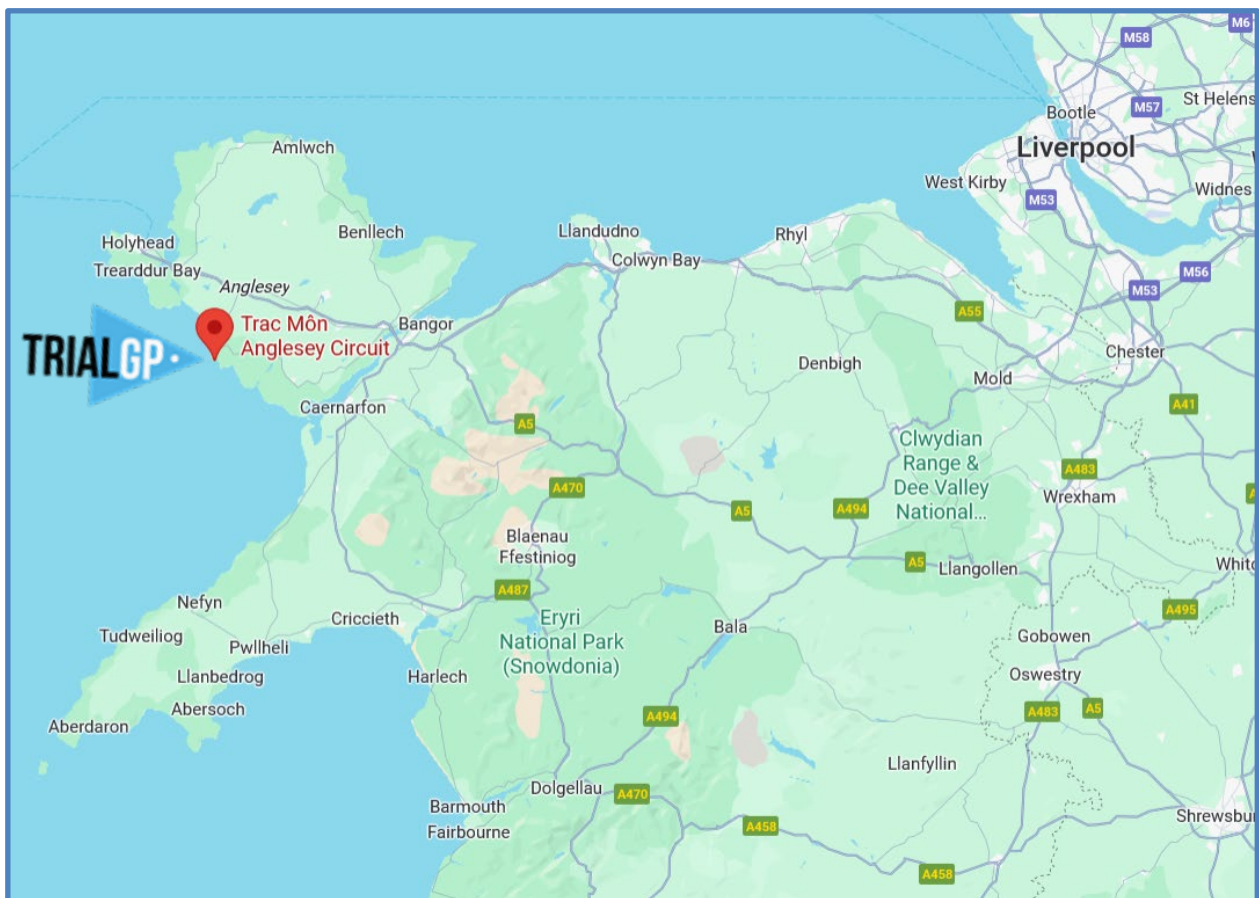 M6
M58
St Helens
M57
Bootle
Liverpool
Amlwch
West Kirby
Widnes
M53
Benllech
Llandudno
Rhyl
Holyhead
Colwyn Bay
Trearddur Bay
M56
Anglesey
M53
A55
Trac Môn
Anglesey Circuit
Bangor
TRIALGP
Chester
Denbigh
Mold
Caernarfon
A41
A5
Clwydian
Range &
Dee Valley
National...
A483
A470
Wrexham
A5
A494
Blaenau
Ffestiniog
A5
Llangollen
Whitc
A487
Nefyn
Criccieth
A495
Eryri
National Park
(Snowdonia)
Tudweiliog
Pwllheli
Bala
Gobowen
Llanbedrog
Harlech
Oswestry
Abersoch
A494
A483
A5
Aberdaron
Llanfyllin
Dolgellau
A470
Barmouth
Fairbourne
A458
Shrewsbur
A458